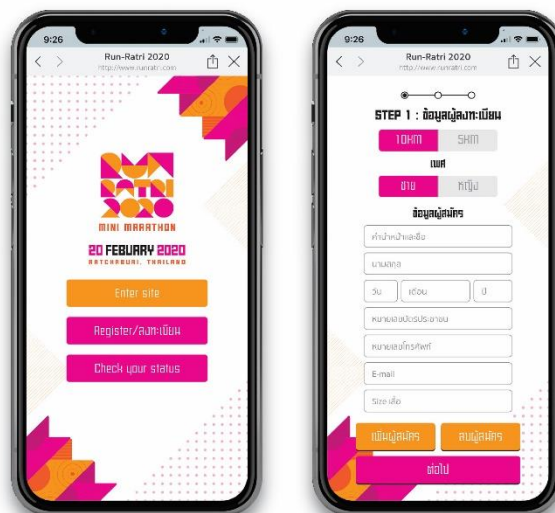 9:26
Run-Ratri 2020
http://www.runratri.com
RUN
RATRI
2020
MINI MARATHON
20 FEBUARY 2020
RATCHABURI, THAILAND
Enter site
Register/ลงทะเบียน
Check your status
9:26
Run-Ratri 2020
http://www.runratri.com
STEP 1 : ข้อมูลผู้ลงทะเบียน
10KM 5KM
เพศ
ชาย หญิง
ข้อมูลผู้สมัคร
คำนำหน้าและชื่อ
นามสกุล
วัน เดือน ปี
หมายเลขบัตรประชาชน
หมายเลขโทรศัพท์
E-mail
Size เสื้อ
เพิ่มผู้สมัคร ลบผู้สมัคร
ต่อไป